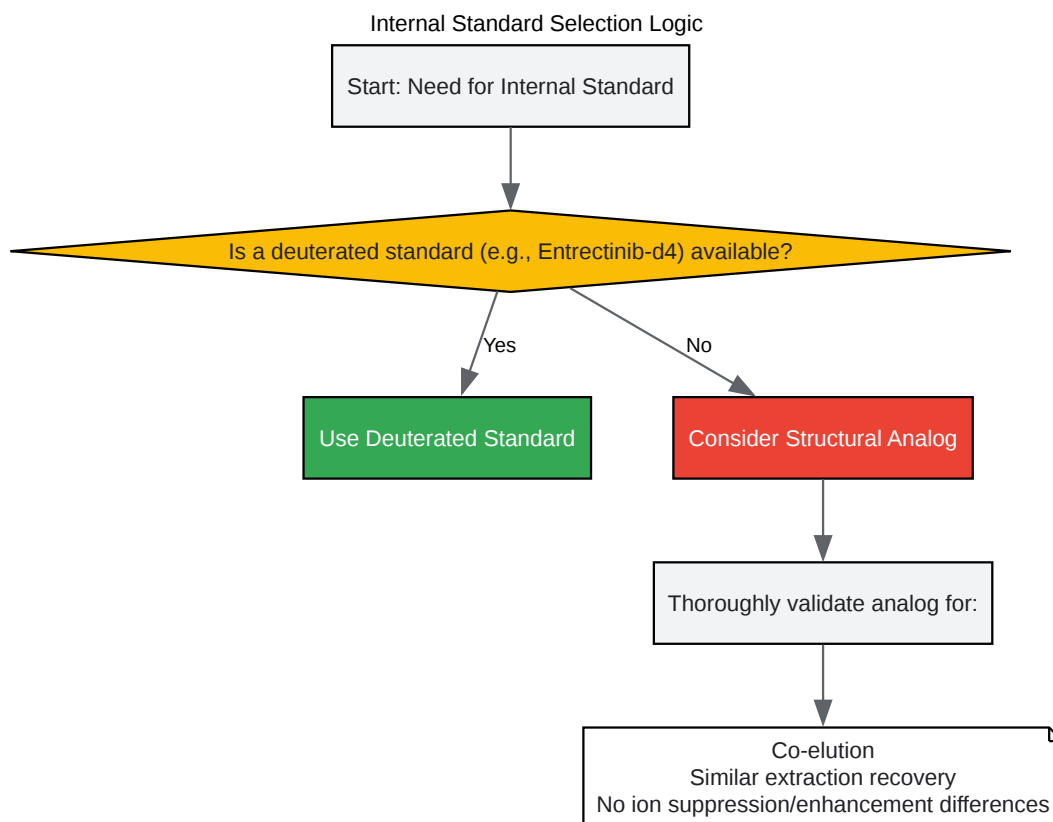 Internal Standard Selection Logic
Start: Need for Internal Standard
Is a deuterated standard (e.g., Entrectinib-d4) available?
Yes
No
Use Deuterated Standard
Consider Structural Analog
Thoroughly validate analog for:
Co-elution
Similar extraction recovery
No ion suppression/enhancement differences